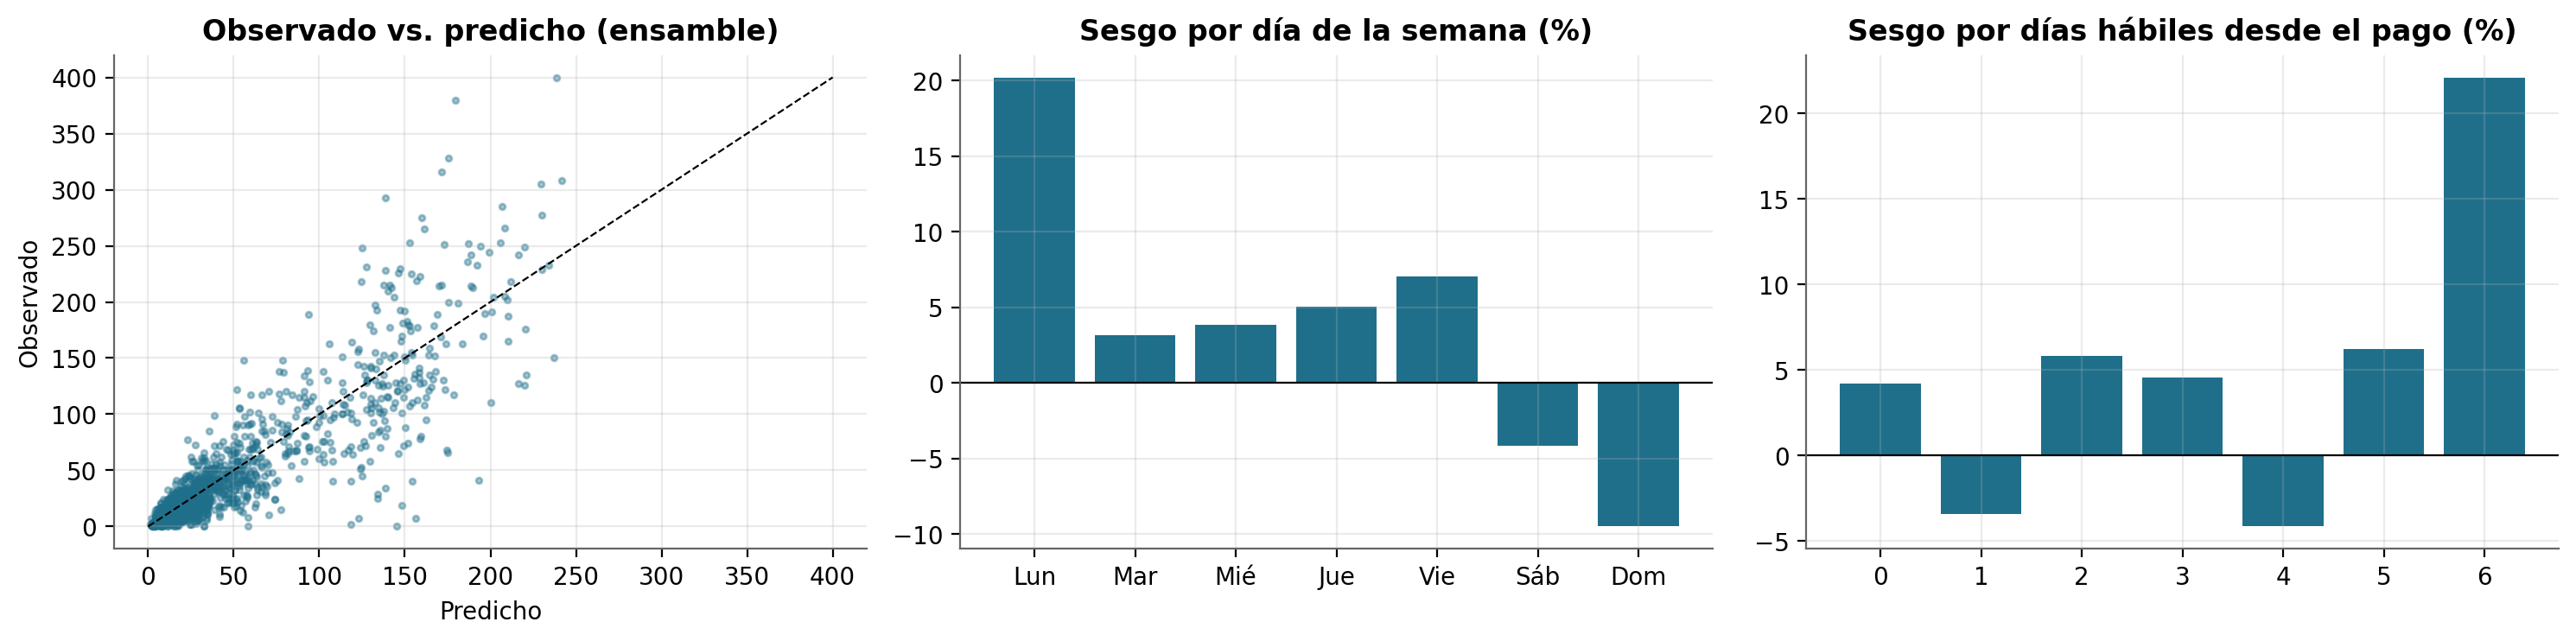 Observado vs. predicho (ensamble)
Observado
400
350
300
250
200
150
100
50
0
0 50 100 150 200 250 300 350 400
Predicho
Sesgo por día de la semana (%)
20
15
10
5
0
−5
−10
Lun Mar Mié Jue Vie Sáb Dom
Sesgo por días hábiles desde el pago (%)
20
15
10
5
0
−5
0 1 2 3 4 5 6